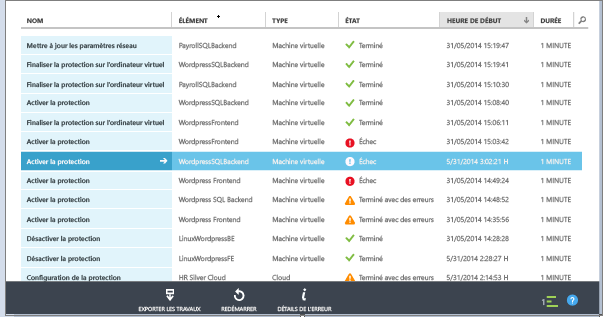 NOM ÉLÉMENT TYPE ÉTAT HEURE DE DÉBUT DURÉE
Mettre à jour les paramètres réseau PayrollSQLBackend Machine virtuelle Terminé 31/05/2014 15:19:47 1 MINUTE
Finaliser la protection sur l'ordinateur virtuel WordpressSQLBackend Machine virtuelle Terminé 31/05/2014 15:19:41 1 MINUTE
Finaliser la protection sur l'ordinateur virtuel PayrollSQLBackend Machine virtuelle Terminé 31/05/2014 15:10:30 1 MINUTE
Activer la protection WordpressSQLBackend Machine virtuelle Terminé 31/05/2014 15:08:40 1 MINUTE
Finaliser la protection sur l'ordinateur virtuel WordpressFrontend Machine virtuelle Terminé 31/05/2014 15:06:11 1 MINUTE
Activer la protection WordpressFrontend Machine virtuelle Échec 31/05/2014 15:03:42 1 MINUTE
Activer la protection WordpressSQLBackend Machine virtuelle Échec 5/31/2014 3:02:21 H 1 MINUTE
Activer la protection Wordpress Frontend Machine virtuelle Échec 31/05/2014 14:49:24 1 MINUTE
Activer la protection Wordpress SQL Backend Machine virtuelle Terminé avec des erreurs 31/05/2014 14:48:52 1 MINUTE
Activer la protection Wordpress Frontend Machine virtuelle Terminé avec des erreurs 31/05/2014 14:35:56 1 MINUTE
Désactiver la protection LinuxWordpressBE Machine virtuelle Terminé 31/05/2014 14:28:28 1 MINUTE
Désactiver la protection LinuxWordpressFE Machine virtuelle Terminé 5/31/2014 2:28:27 H 1 MINUTE
Configuration de la protection HR Silver Cloud Cloud Terminé avec des erreurs 5/31/2014 2:14:53 H 1 MINUTE
EXPORTER LES TRAVAUX REDÉMARRER DÉTAILS DE L'ERREUR 1 ?